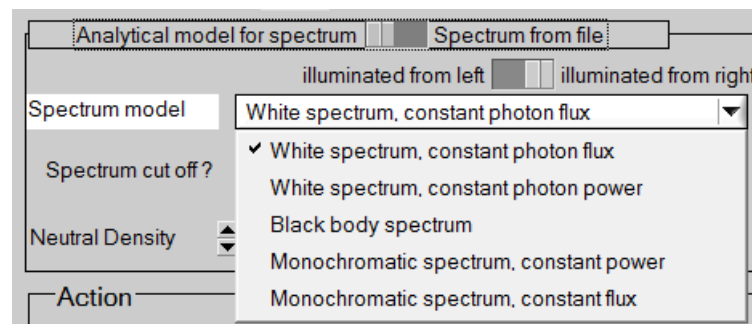 Analytical model for spectrum Spectrum from file
illuminated from left illuminated from right
Spectrum model White spectrum, constant photon flux
White spectrum, constant photon flux
Spectrum cut off ?
White spectrum, constant photon power
Black body spectrum
Neutral Density
Monochromatic spectrum, constant power
Action
Monochromatic spectrum, constant flux